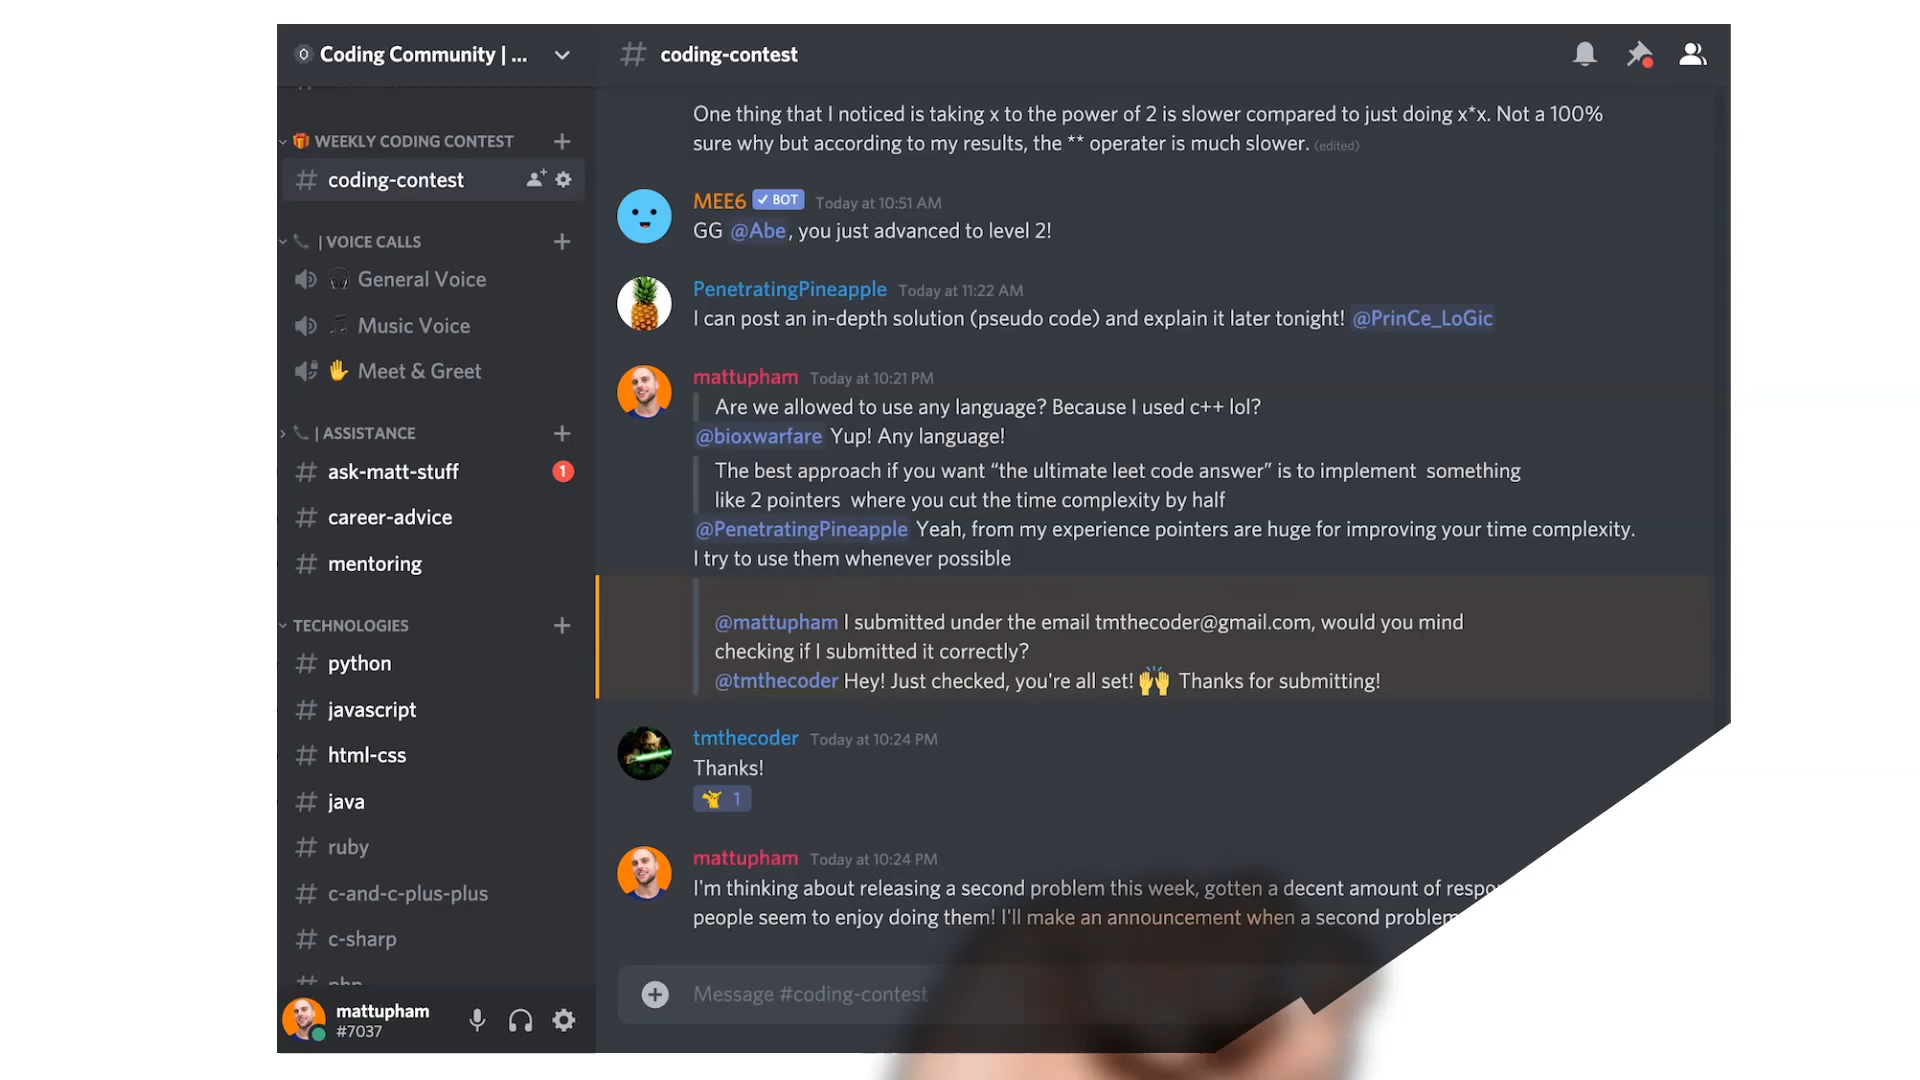 Coding Community | ...
WEEKLY CODING CONTEST
coding-contest
| VOICE CALLS
General Voice
Music Voice
Meet & Greet
| ASSISTANCE
ask-matt-stuff
1
career-advice
mentoring
TECHNOLOGIES
python
javascript
html-css
java
ruby
c-and-c-plus-plus
c-sharp
php
mattupham
#7037
# coding-contest
One thing that I noticed is taking x to the power of 2 is slower compared to just doing x*x. Not a 100%
sure why but according to my results, the ** operater is much slower. (edited)
MEE6 ✓ BOT Today at 10:51 AM
GG @Abe, you just advanced to level 2!
PenetratingPineapple Today at 11:22 AM
I can post an in-depth solution (pseudo code) and explain it later tonight! @PrinCe_LoGic
mattupham Today at 10:21 PM
Are we allowed to use any language? Because I used c++ lol?
@bioxwarfare Yup! Any language!
The best approach if you want “the ultimate leet code answer” is to implement something
like 2 pointers where you cut the time complexity by half
@PenetratingPineapple Yeah, from my experience pointers are huge for improving your time complexity.
I try to use them whenever possible
@mattupham I submitted under the email tmthecoder@gmail.com, would you mind
checking if I submitted it correctly?
@tmthecoder Hey! Just checked, you're all set! 🙌 Thanks for submitting!
tmthecoder Today at 10:24 PM
Thanks!
1
mattupham Today at 10:24 PM
I'm thinking about releasing a second problem this week, gotten a decent amount of
people seem to enjoy doing them! I'll make an announcement when a second problem
Message #coding-contest